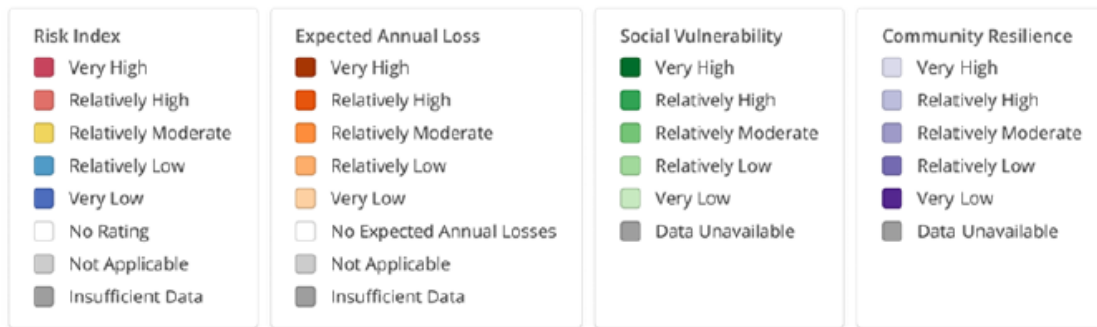 Risk Index
Very High
Relatively High
Relatively Moderate
Relatively Low
Very Low
No Rating
Not Applicable
Insufficient Data
Expected Annual Loss
Very High
Relatively High
Relatively Moderate
Relatively Low
Very Low
No Expected Annual Losses
Not Applicable
Insufficient Data
Social Vulnerability
Very High
Relatively High
Relatively Moderate
Relatively Low
Very Low
Data Unavailable
Community Resilience
Very High
Relatively High
Relatively Moderate
Relatively Low
Very Low
Data Unavailable